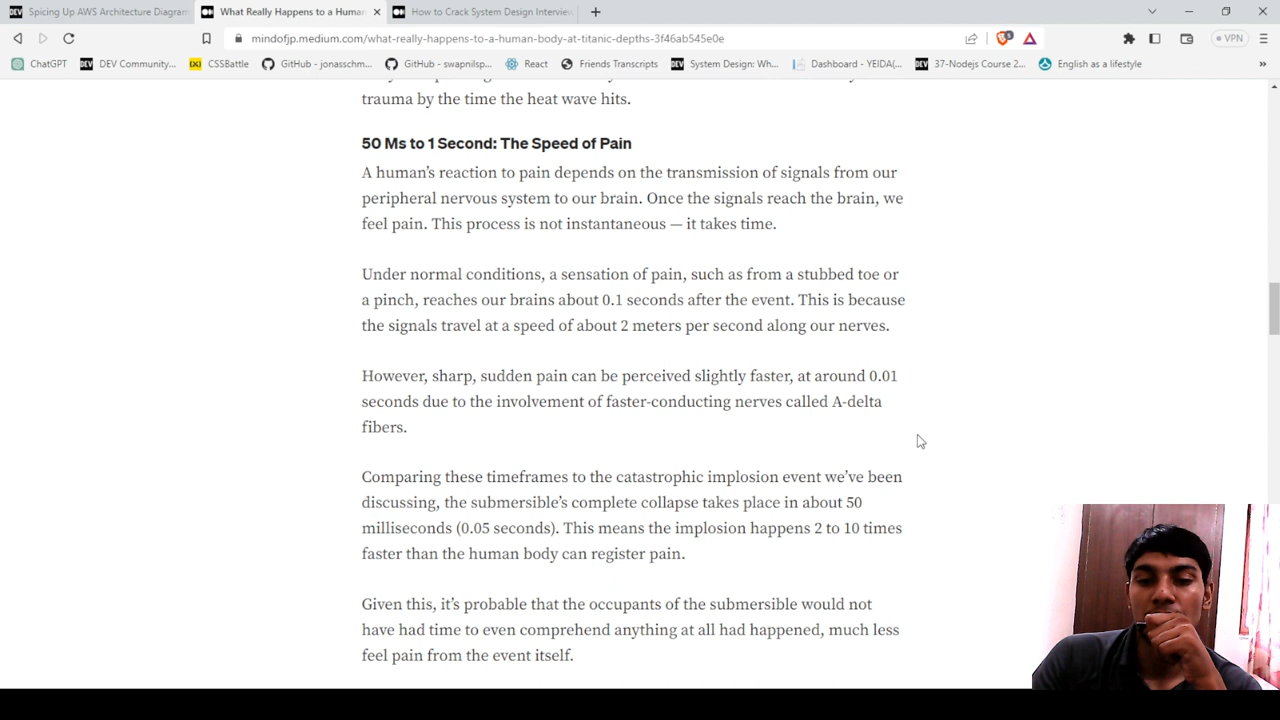 Spicing Up AWS Architecture Diagram
What Really Happens to a Human
How to Crack System Design Interview
mindofjp.medium.com/what-really-happens-to-a-human-body-at-titanic-depths-3f46ab545e0e
VPN
ChatGPT
DEV Community...
CSSBattle
GitHub - jonasschm...
GitHub - swapnilsp...
React
Friends Transcripts
System Design: Wh...
Dashboard - YEIDA(...
37-Nodejs Course 2...
English as a lifestyle
trauma by the time the heat wave hits.
50 Ms to 1 Second: The Speed of Pain
A human's reaction to pain depends on the transmission of signals from our
peripheral nervous system to our brain. Once the signals reach the brain, we
feel pain. This process is not instantaneous — it takes time.
Under normal conditions, a sensation of pain, such as from a stubbed toe or
a pinch, reaches our brains about 0.1 seconds after the event. This is because
the signals travel at a speed of about 2 meters per second along our nerves.
However, sharp, sudden pain can be perceived slightly faster, at around 0.01
seconds due to the involvement of faster-conducting nerves called A-delta
fibers.
Comparing these timeframes to the catastrophic implosion event we've been
discussing, the submersible's complete collapse takes place in about 50
milliseconds (0.05 seconds). This means the implosion happens 2 to 10 times
faster than the human body can register pain.
Given this, it's probable that the occupants of the submersible would not
have had time to even comprehend anything at all had happened, much less
feel pain from the event itself.